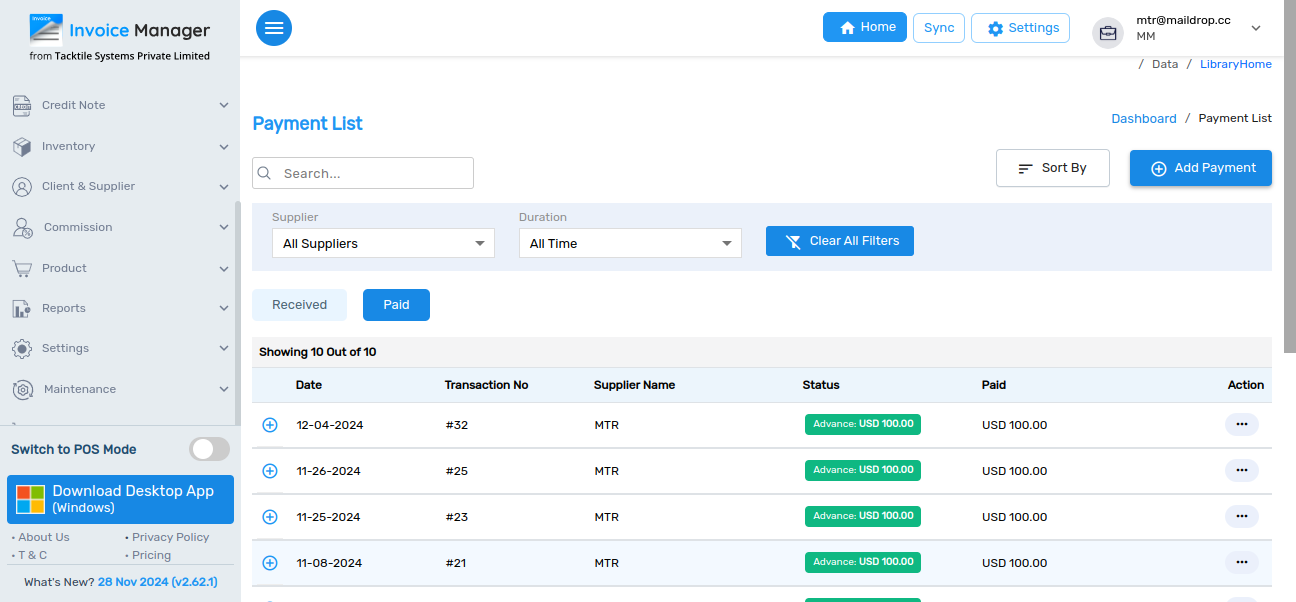 Invoice
Invoice Manager
from Tacktile Systems Private Limited
Credit Note
Inventory
Client & Supplier
Commission
Product
Reports
Settings
Maintenance
Switch to POS Mode
Download Desktop App
(Windows)
• About Us • Privacy Policy
• T & C • Pricing
What's New? 28 Nov 2024 (v2.62.1)
Home Sync Settings
mtr@maildrop.cc
MM
/ Data / LibraryHome
Payment List
Dashboard / Payment List
Search...
Sort By
Add Payment
Supplier Duration
All Suppliers All Time Clear All Filters
Received Paid
Showing 10 Out of 10
Date Transaction No Supplier Name Status Paid Action
12-04-2024 #32 MTR Advance: USD 100.00 USD 100.00
11-26-2024 #25 MTR Advance: USD 100.00 USD 100.00
11-25-2024 #23 MTR Advance: USD 100.00 USD 100.00
11-08-2024 #21 MTR Advance: USD 100.00 USD 100.00